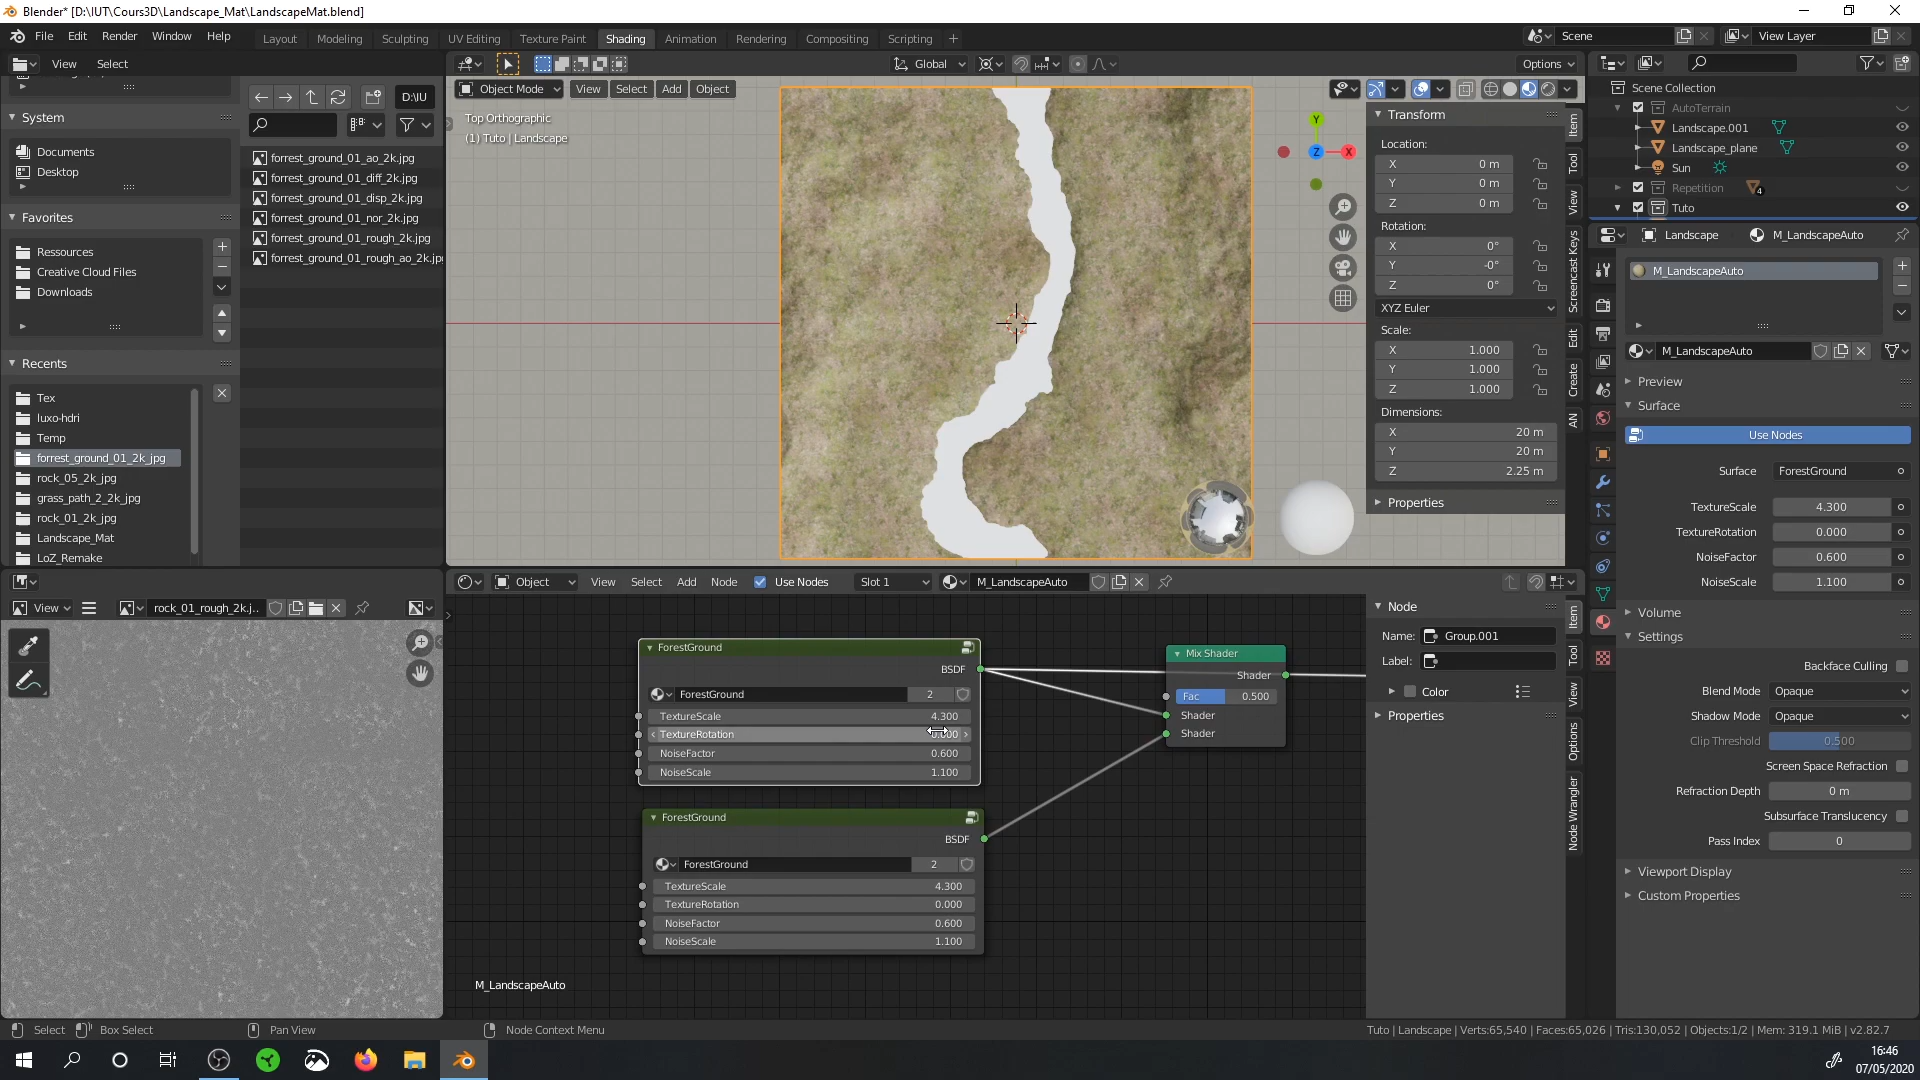 Blender* [D:\IUT\Cours3D\Landscape_Mat\LandscapeMat.blend]
File Edit Render Window Help
Layout Modeling Sculpting UV Editing Texture Paint Shading Animation Rendering Compositing Scripting +
Scene
View Layer
View Select
Global
Options
D:\IU
Object Mode View Select Add Object
System
Documents
Desktop
Favorites
Ressources
Creative Cloud Files
Downloads
Recents
Tex
luxo-hdri
Temp
forrest_ground_01_2k_jpg
rock_05_2k_jpg
grass_path_2_2k_jpg
rock_01_2k_jpg
Landscape_Mat
LoZ_Remake
forrest_ground_01_ao_2k.jpg
forrest_ground_01_diff_2k.jpg
forrest_ground_01_disp_2k.jpg
forrest_ground_01_nor_2k.jpg
forrest_ground_01_rough_2k.jpg
forrest_ground_01_rough_ao_2k.jp
Top Orthographic
(1) Tuto | Landscape
Y
Z
X
Transform
Location:
X 0 m
Y 0 m
Z 0 m
Rotation:
X 0°
Y -0°
Z 0°
XYZ Euler
Scale:
X 1.000
Y 1.000
Z 1.000
Dimensions:
X 20 m
Y 20 m
Z 2.25 m
Properties
Item
Tool
View
Screencast Keys
Edit
Create
AN
Scene Collection
AutoTerrain
Landscape.001
Landscape_plane
Sun
Repetition 4
Tuto
Landscape M_LandscapeAuto
M_LandscapeAuto
M_LandscapeAuto
Preview
Surface
Use Nodes
Surface ForestGround
TextureScale 4.300
TextureRotation 0.000
NoiseFactor 0.600
NoiseScale 1.100
Volume
Settings
Backface Culling
Blend Mode Opaque
Shadow Mode Opaque
Clip Threshold 0.500
Screen Space Refraction
Refraction Depth 0 m
Subsurface Translucency
Pass Index 0
Viewport Display
Custom Properties
View rock_01_rough_2k.j..
Object View Select Add Node Use Nodes Slot 1 M_LandscapeAuto
ForestGround
BSDF
ForestGround 2
TextureScale 4.300
TextureRotation
NoiseFactor 0.600
NoiseScale 1.100
ForestGround
BSDF
ForestGround 2
TextureScale 4.300
TextureRotation 0.000
NoiseFactor 0.600
NoiseScale 1.100
Mix Shader
Shader
Fac 0.500
Shader
Shader
M_LandscapeAuto
Node
Name: Group.001
Label:
Color
Properties
Item
Tool
View
Options
Node Wrangler
Select Box Select Pan View Node Context Menu
Tuto | Landscape | Verts:65,540 | Faces:65,026 | Tris:130,052 | Objects:1/2 | Mem: 319.1 MiB | v2.82.7
16:46
07/05/2020